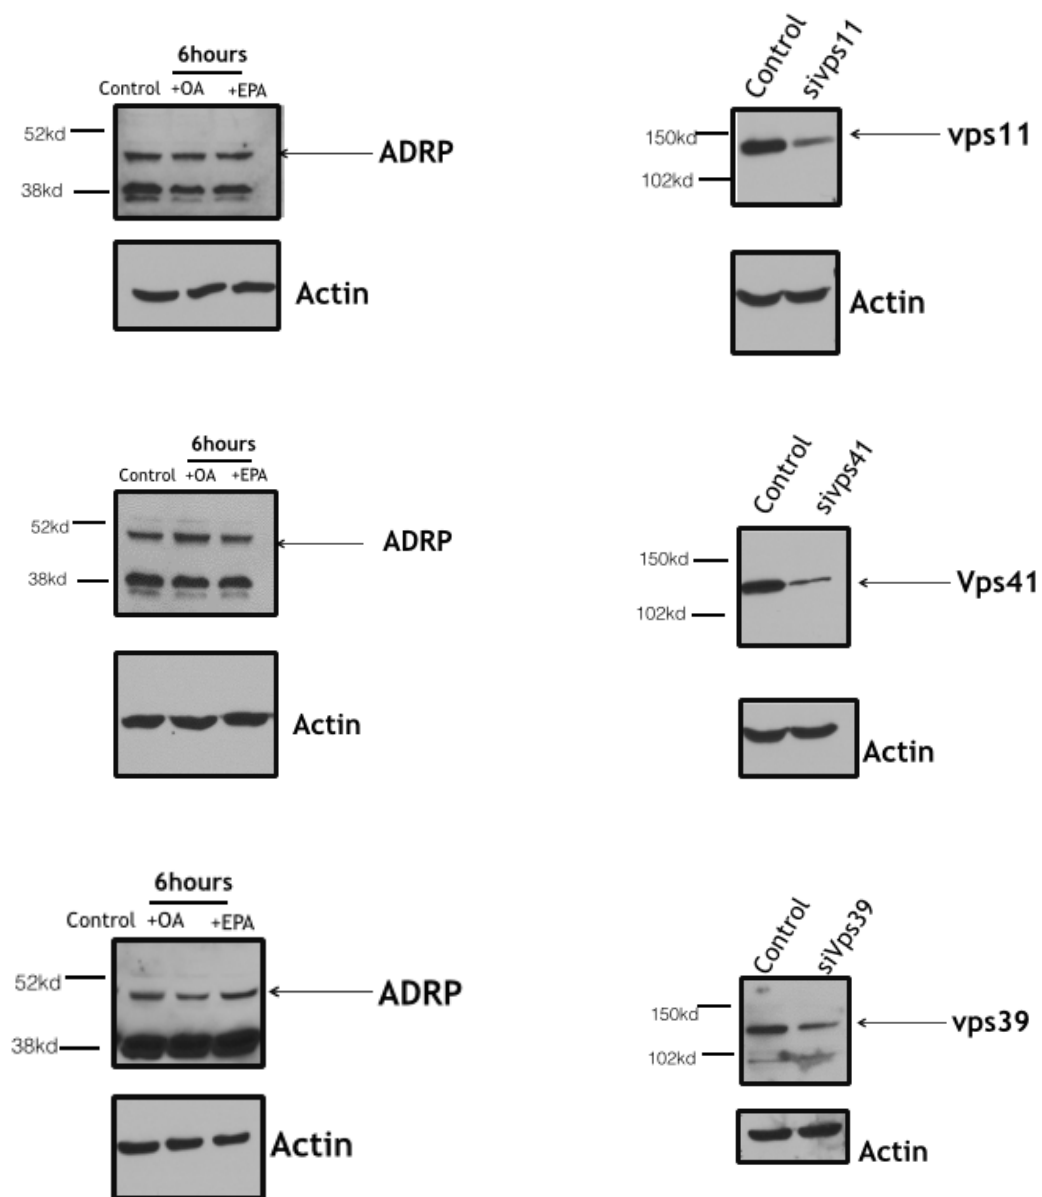 6hours
Control +OA +EPA
52kd
ADRP
38kd
Actin
Control sivps11
150kd
vps11
102kd
Actin
6hours
Control +OA +EPA
52kd
ADRP
38kd
Actin
Control sivps41
150kd
Vps41
102kd
Actin
6hours
Control +OA +EPA
52kd
ADRP
38kd
Actin
Control siVps39
150kd
vps39
102kd
Actin